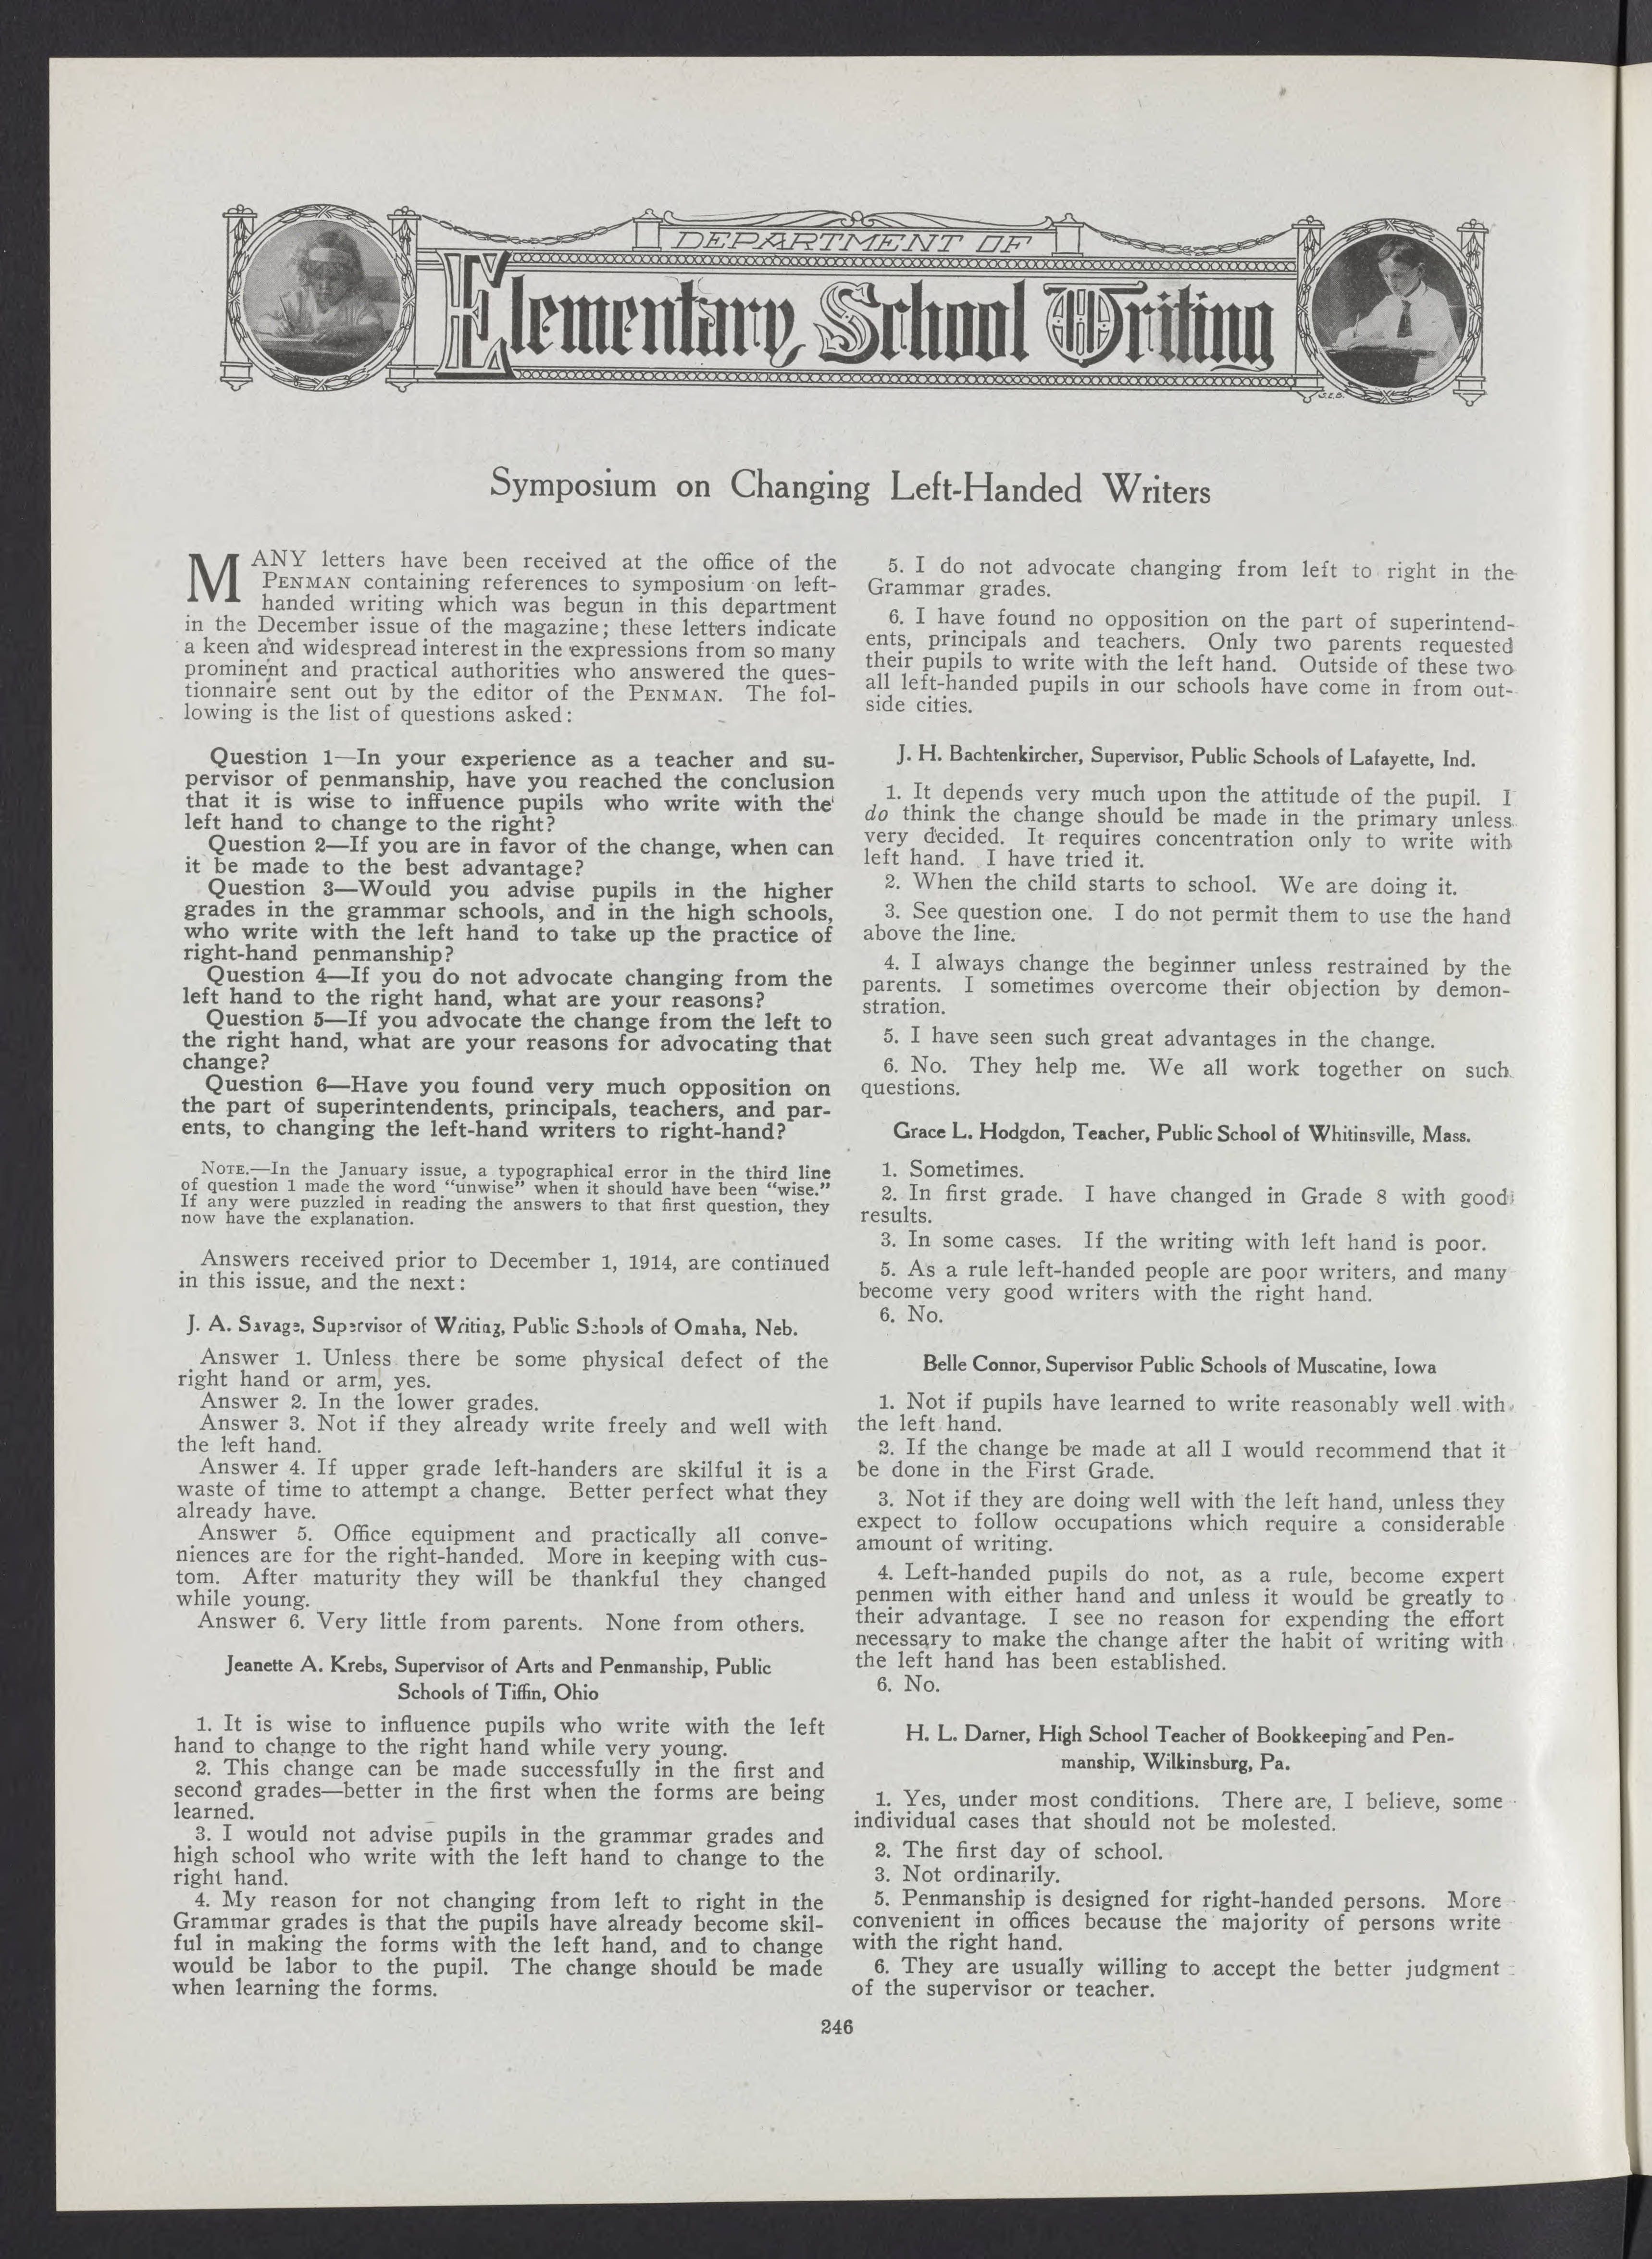 DEPARTMENT OF
Elementary School Writing
S.E.B.
Symposium on Changing Left-Handed Writers
MANY letters have been received at the office of the
PENMAN containing references to symposium on left-
handed writing which was begun in this department
in the December issue of the magazine; these letters indicate
a keen and widespread interest in the expressions from so many
prominent and practical authorities who answered the ques-
tionnaire sent out by the editor of the PENMAN. The fol-
lowing is the list of questions asked:
Question 1—In your experience as a teacher and su-
pervisor of penmanship, have you reached the conclusion
that it is wise to inffuence pupils who write with the
left hand to change to the right?
Question 2—If you are in favor of the change, when can
it be made to the best advantage?
Question 3—Would you advise pupils in the higher
grades in the grammar schools, and in the high schools,
who write with the left hand to take up the practice of
right-hand penmanship?
Question 4—If you do not advocate changing from the
left hand to the right hand, what are your reasons?
Question 5—If you advocate the change from the left to
the right hand, what are your reasons for advocating that
change?
Question 6—Have you found very much opposition on
the part of superintendents, principals, teachers, and par-
ents, to changing the left-hand writers to right-hand?
NOTE.—In the January issue, a typographical error in the third line
of question 1 made the word "unwise" when it should have been "wise."
If any were puzzled in reading the answers to that first question, they
now have the explanation.
Answers received prior to December 1, 1914, are continued
in this issue, and the next:
J. A. Savage, Supervisor of Writing, Public Schools of Omaha, Neb.
Answer 1. Unless there be some physical defect of the
right hand or arm, yes.
Answer 2. In the lower grades.
Answer 3. Not if they already write freely and well with
the left hand.
Answer 4. If upper grade left-handers are skilful it is a
waste of time to attempt a change. Better perfect what they
already have.
Answer 5. Office equipment and practically all conve-
niences are for the right-handed. More in keeping with cus-
tom. After maturity they will be thankful they changed
while young.
Answer 6. Very little from parents. None from others.
Jeanette A. Krebs, Supervisor of Arts and Penmanship, Public
Schools of Tiffin, Ohio
1. It is wise to influence pupils who write with the left
hand to change to the right hand while very young.
2. This change can be made successfully in the first and
second grades—better in the first when the forms are being
learned.
3. I would not advise pupils in the grammar grades and
high school who write with the left hand to change to the
right hand.
4. My reason for not changing from left to right in the
Grammar grades is that the pupils have already become skil-
ful in making the forms with the left hand, and to change
would be labor to the pupil. The change should be made
when learning the forms.
5. I do not advocate changing from left to right in the
Grammar grades.
6. I have found no opposition on the part of superintend-
ents, principals and teachers. Only two parents requested
their pupils to write with the left hand. Outside of these two
all left-handed pupils in our schools have come in from out-
side cities.
J. H. Bachtenkircher, Supervisor, Public Schools of Lafayette, Ind.
1. It depends very much upon the attitude of the pupil. I
do think the change should be made in the primary unless
very decided. It requires concentration only to write with
left hand. I have tried it.
2. When the child starts to school. We are doing it.
3. See question one. I do not permit them to use the hand
above the line.
4. I always change the beginner unless restrained by the
parents. I sometimes overcome their objection by demon-
stration.
5. I have seen such great advantages in the change.
6. No. They help me. We all work together on such
questions.
Grace L. Hodgdon, Teacher, Public School of Whitinsville, Mass.
1. Sometimes.
2. In first grade. I have changed in Grade 8 with good
results.
3. In some cases. If the writing with left hand is poor.
5. As a rule left-handed people are poor writers, and many
become very good writers with the right hand.
6. No.
Belle Connor, Supervisor Public Schools of Muscatine, Iowa
1. Not if pupils have learned to write reasonably well with
the left hand.
2. If the change be made at all I would recommend that it
be done in the First Grade.
3. Not if they are doing well with the left hand, unless they
expect to follow occupations which require a considerable
amount of writing.
4. Left-handed pupils do not, as a rule, become expert
penmen with either hand and unless it would be greatly to
their advantage. I see no reason for expending the effort
necessary to make the change after the habit of writing with
the left hand has been established.
6. No.
H. L. Darner, High School Teacher of Bookkeeping and Pen-
manship, Wilkinsburg, Pa.
1. Yes, under most conditions. There are, I believe, some
individual cases that should not be molested.
2. The first day of school.
3. Not ordinarily.
5. Penmanship is designed for right-handed persons. More
convenient in offices because the majority of persons write
with the right hand.
6. They are usually willing to accept the better judgment
of the supervisor or teacher.
246